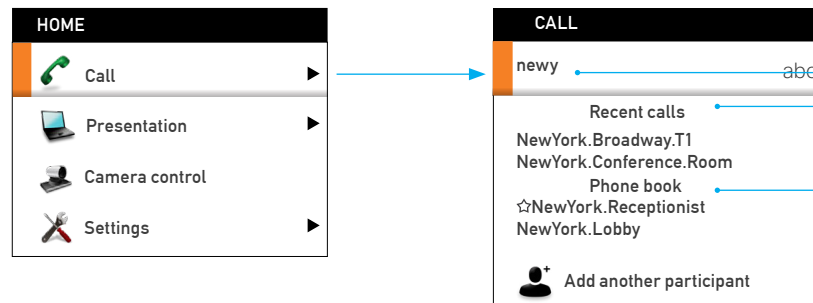 HOME
Call
Presentation
Camera control
Settings
CALL
newy
abc
Recent calls
NewYork.Broadway.T1
NewYork.Conference.Room
Phone book
☆NewYork.Receptionist
NewYork.Lobby
Add another participant